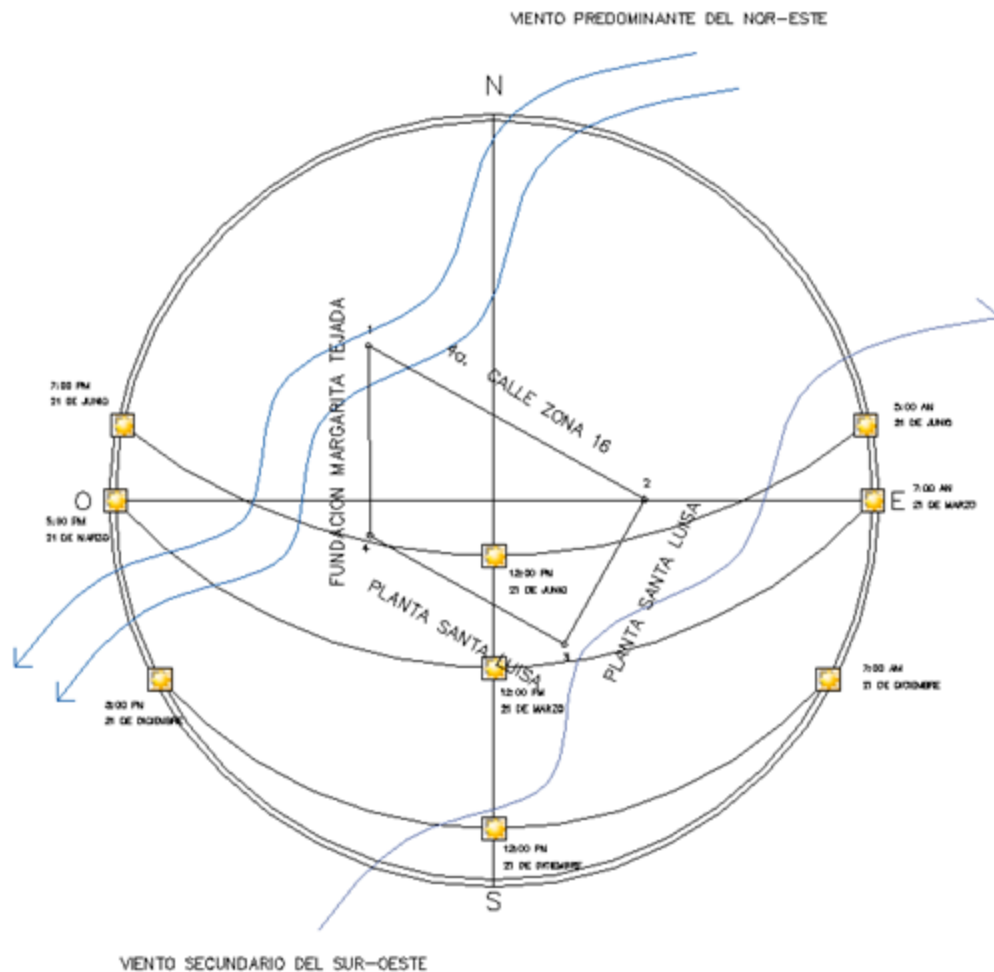 VIENTO PREDOMINANTE DEL NOR-ESTE
N
1
FUNDACION MARGARITA TEJADA
4a. CALLE ZONA 16
7:00 PM
21 DE JUNIO
5:00 AM
21 DE JUNIO
2
O
E
7:00 AM
21 DE MARZO
5:00 PM
21 DE MARZO
4
12:00 PM
21 DE JUNIO
PLANTA SANTA LUISA
PLANTA SANTA LUISA
3
7:00 AM
21 DE DICIEMBRE
12:00 PM
21 DE MARZO
21 DE DICIEMBRE
12:00 PM
21 DE DICIEMBRE
S
VIENTO SECUNDARIO DEL SUR-OESTE